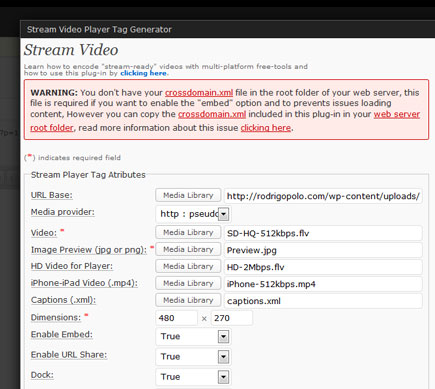 Stream Video Player Tag Generator
Stream Video
Learn how to encode "stream-ready" videos with multi-platform free-tools and
how to use this plug-in by clicking here.
WARNING: You don't have your crossdomain.xml file in the root folder of your web server, this
file is required if you want to enable the "embed" option and to prevents issues loading
content, However you can copy the crossdomain.xml included in this plug-in in your web server
root folder, read more information about this issue clicking here.
(*) indicates required field
Stream Player Tag Atributes
URL Base: Media Library http://rodrigopolo.com/wp-content/uploads/
Media provider: http : pseudo
Video: * Media Library SD-HQ-512kbps.flv
Image Preview (jpg or png): * Media Library Preview.jpg
HD Video for Player: Media Library HD-2Mbps.flv
iPhone-iPad Video (.mp4): Media Library iPhone-512kbps.mp4
Captions (.xml): Media Library captions.xml
Dimensions: * 480 x 270
Enable Embed: True
Enable URL Share: True
Dock: True